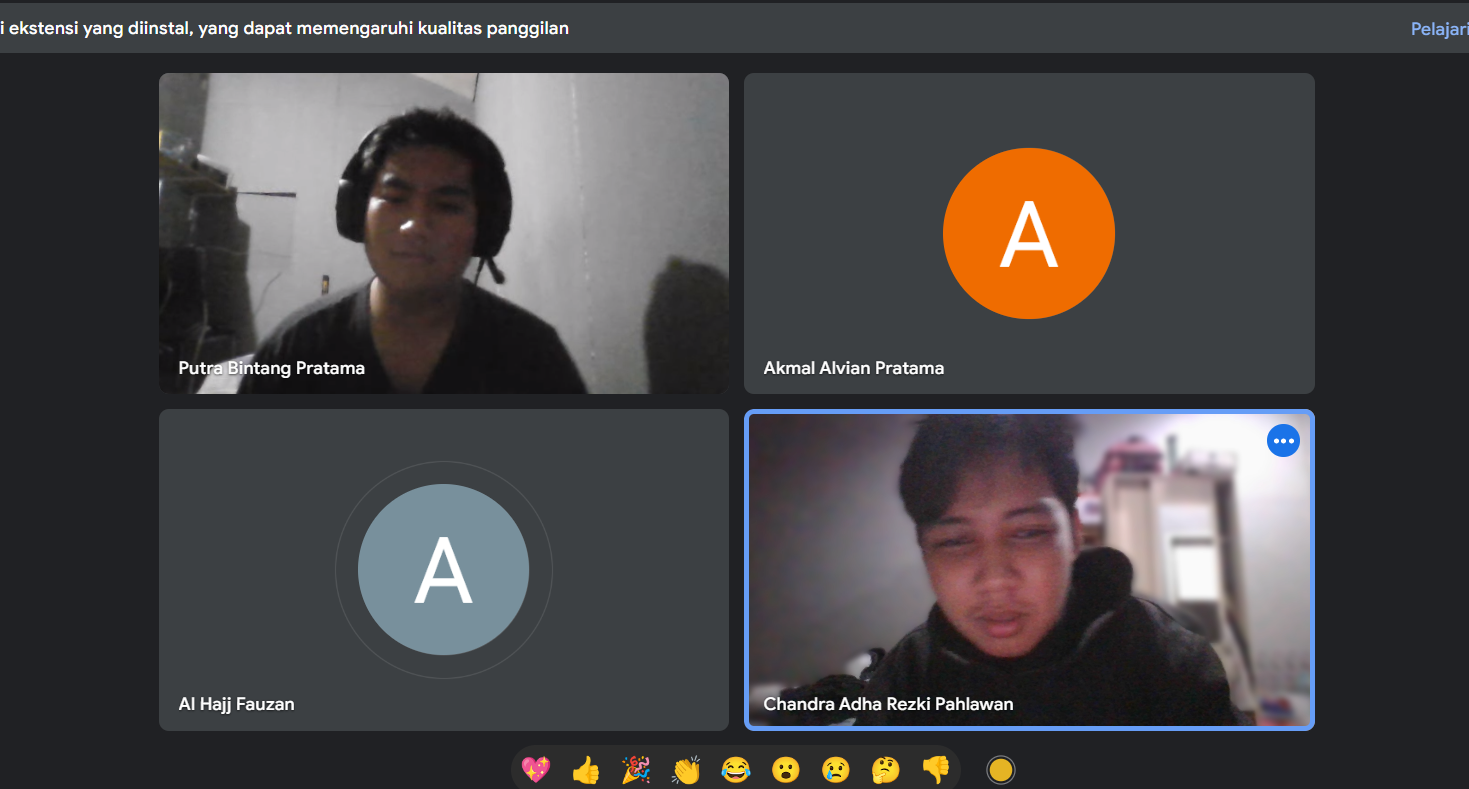 i ekstensi yang diinstal, yang dapat memengaruhi kualitas panggilan
Pelajari
Putra Bintang Pratama
A
Akmal Alvian Pratama
A
Al Hajj Fauzan
Chandra Adha Rezki Pahlawan